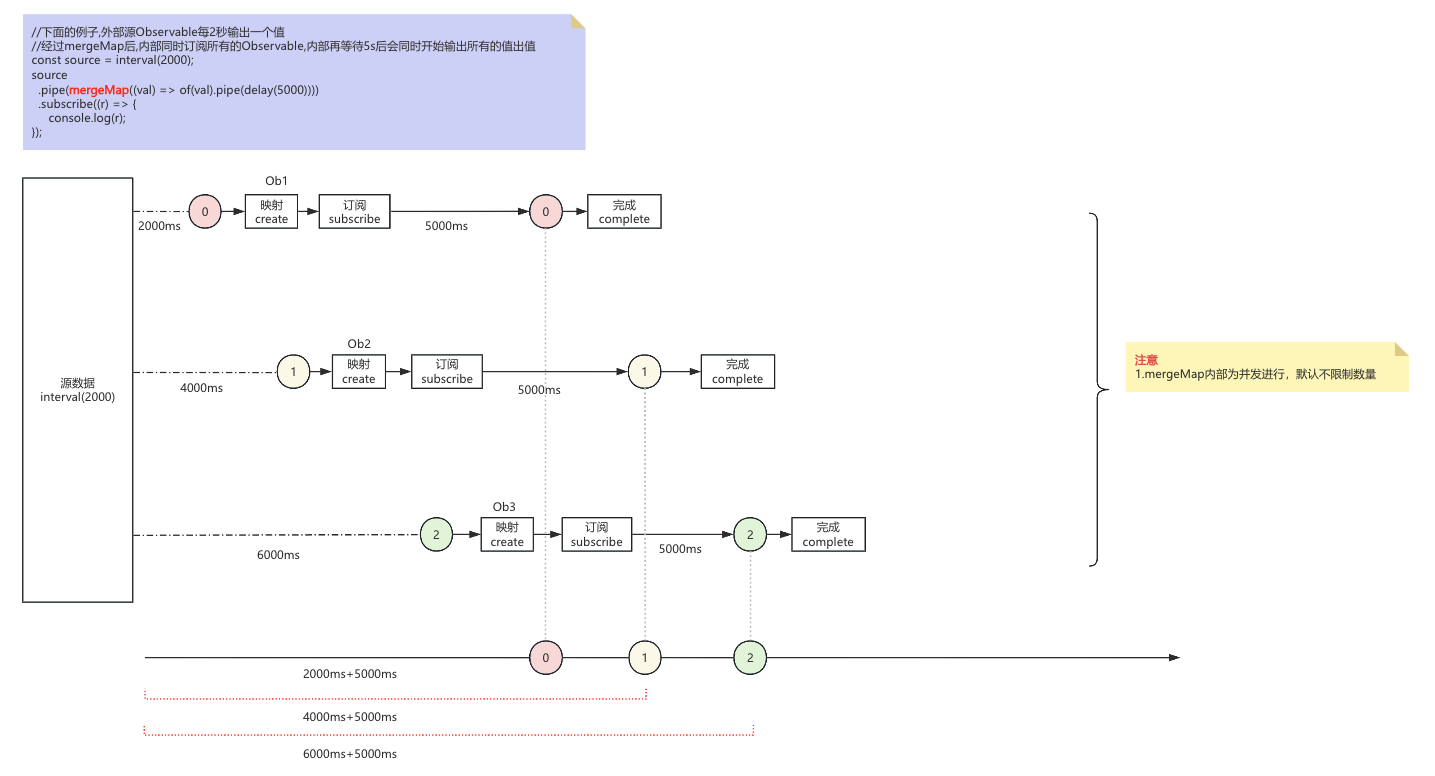 //下面的例子,外部源Observable每2秒输出一个值
//经过mergeMap后,内部同时订阅所有的Observable,内部再等待5s后会同时开始输出所有的值出值
const source = interval(2000);
source
  .pipe(mergeMap((val) => of(val).pipe(delay(5000))))
  .subscribe((r) => {
     console.log(r);
});
Ob1
0
映射
create
订阅
subscribe
0
完成
complete
2000ms
5000ms
Ob2
1
映射
create
订阅
subscribe
1
完成
complete
4000ms
5000ms
源数据
interval(2000)
注意
1.mergeMap内部为并发进行，默认不限制数量
Ob3
2
映射
create
订阅
subscribe
2
完成
complete
6000ms
5000ms
0
1
2
2000ms+5000ms
4000ms+5000ms
6000ms+5000ms